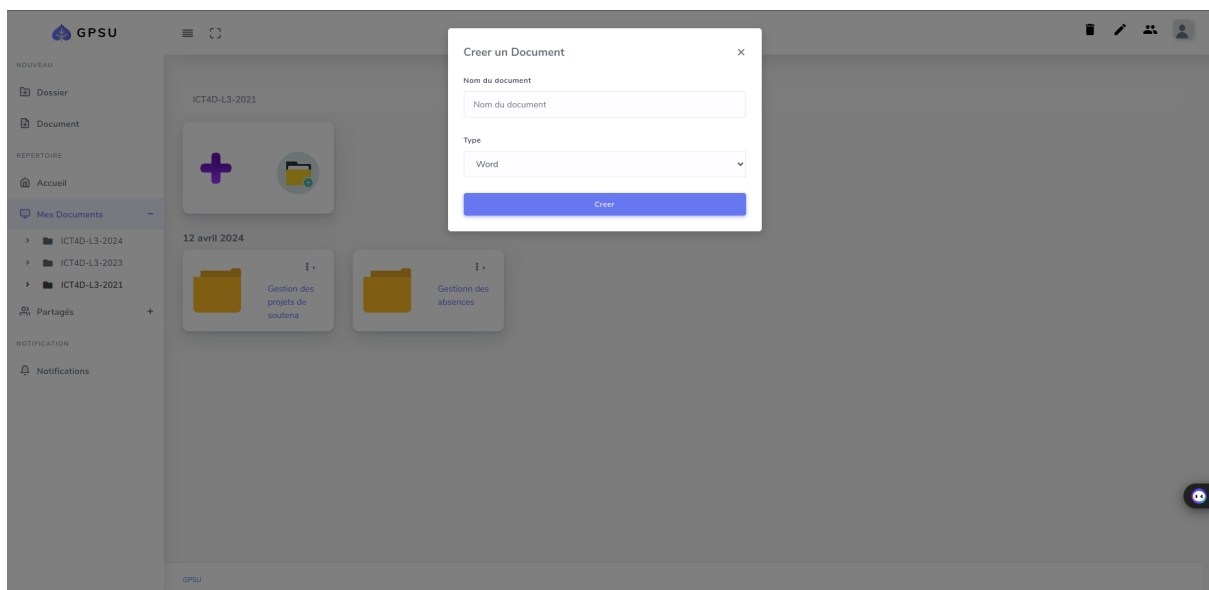 GPSU
NOUVEAU
Dossier
Document
REPERTOIRE
Accueil
Mes Documents
ICT4D-L3-2024
ICT4D-L3-2023
ICT4D-L3-2021
Partagés
NOTIFICATION
Notifications
ICT4D-L3-2021
12 avril 2024
Gestion des
projets de
soutena
Gestionn des
absences
Creer un Document
Nom du document
Nom du document
Type
Word
Creer
GPSU